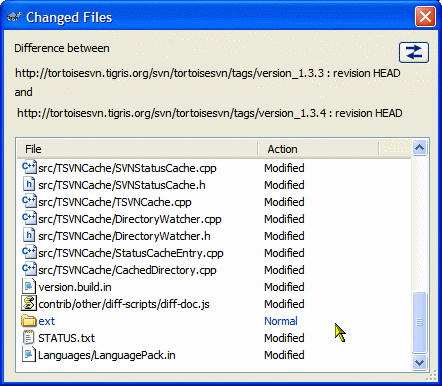 Changed Files
Difference between
http://tortoisesvn.tigris.org/svn/tortoisesvn/tags/version_1.3.3 : revision HEAD
and
http://tortoisesvn.tigris.org/svn/tortoisesvn/tags/version_1.3.4 : revision HEAD
File Action
src/TSVNCache/SVNStatusCache.cpp Modified
src/TSVNCache/SVNStatusCache.h Modified
src/TSVNCache/TSVNCache.cpp Modified
src/TSVNCache/DirectoryWatcher.cpp Modified
src/TSVNCache/DirectoryWatcher.h Modified
src/TSVNCache/StatusCacheEntry.cpp Modified
src/TSVNCache/CachedDirectory.cpp Modified
version.build.in Modified
contrib/other/diff-scripts/diff-doc.js Modified
ext Normal
STATUS.txt Modified
Languages/LanguagePack.in Modified